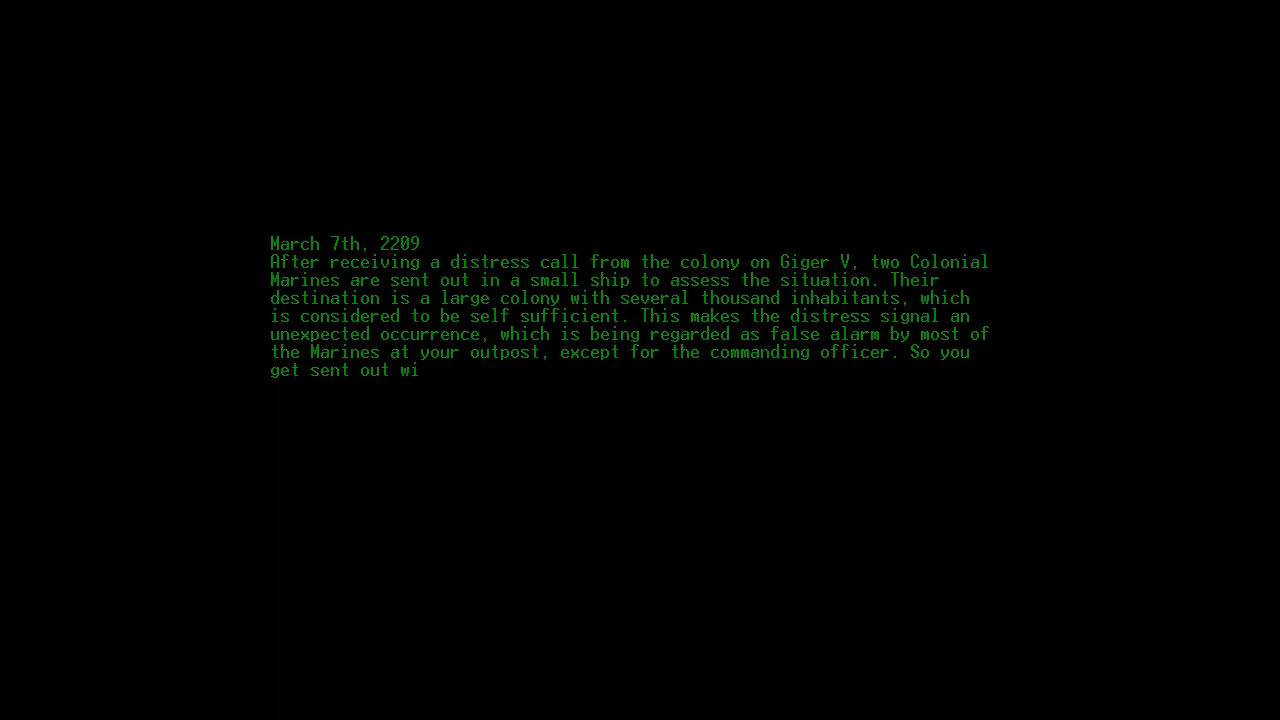 March 7th, 2209
After receiving a distress call from the colony on Giger V, two Colonial
Marines are sent out in a small ship to assess the situation. Their
destination is a large colony with several thousand inhabitants, which
is considered to be self sufficient. This makes the distress signal an
unexpected occurrence, which is being regarded as false alarm by most of
the Marines at your outpost, except for the commanding officer. So you
get sent out wi